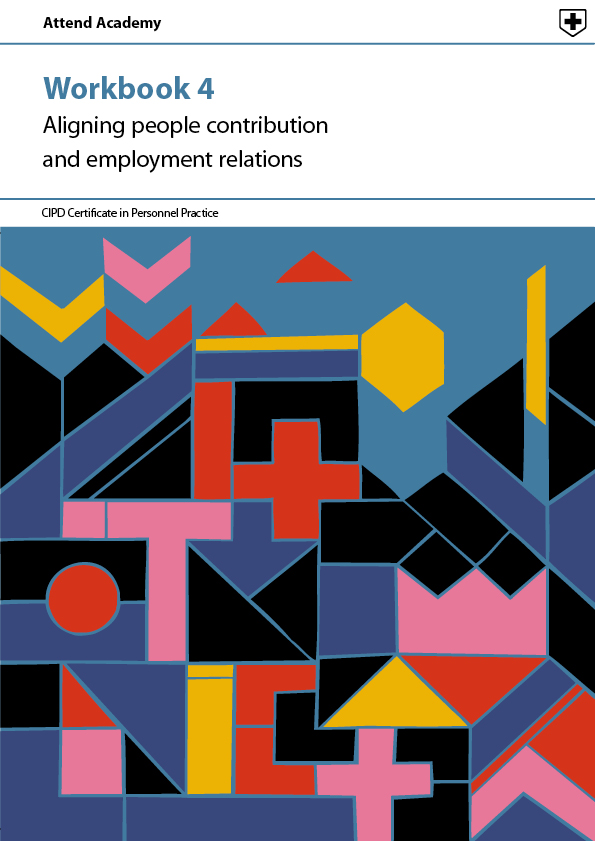 Attend Academy
Workbook 4
Aligning people contribution
and employment relations
CIPD Certificate in Personnel Practice